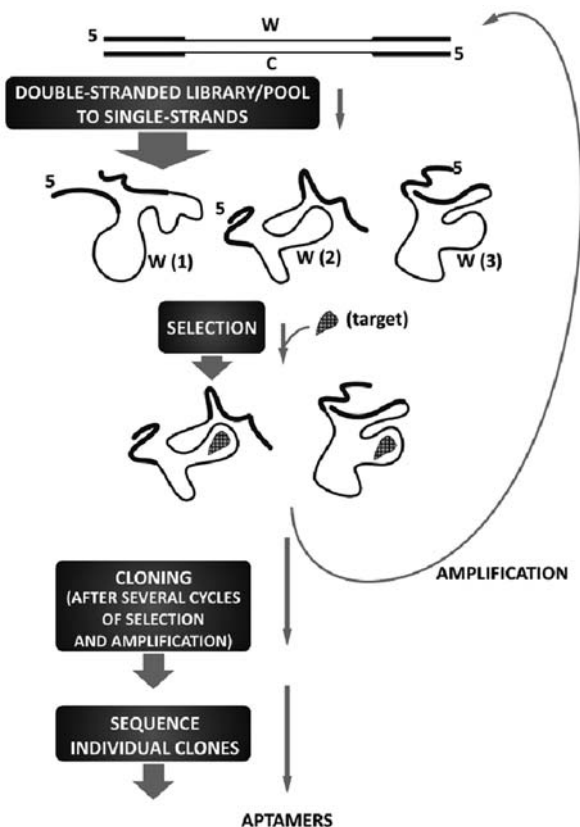 5
W
C
5
DOUBLE-STRANDED LIBRARY/POOL
TO SINGLE-STRANDS
5
W (1)
5
W (2)
5
W (3)
SELECTION
(target)
AMPLIFICATION
CLONING
(AFTER SEVERAL CYCLES
OF SELECTION
AND AMPLIFICATION)
SEQUENCE
INDIVIDUAL CLONES
APTAMERS